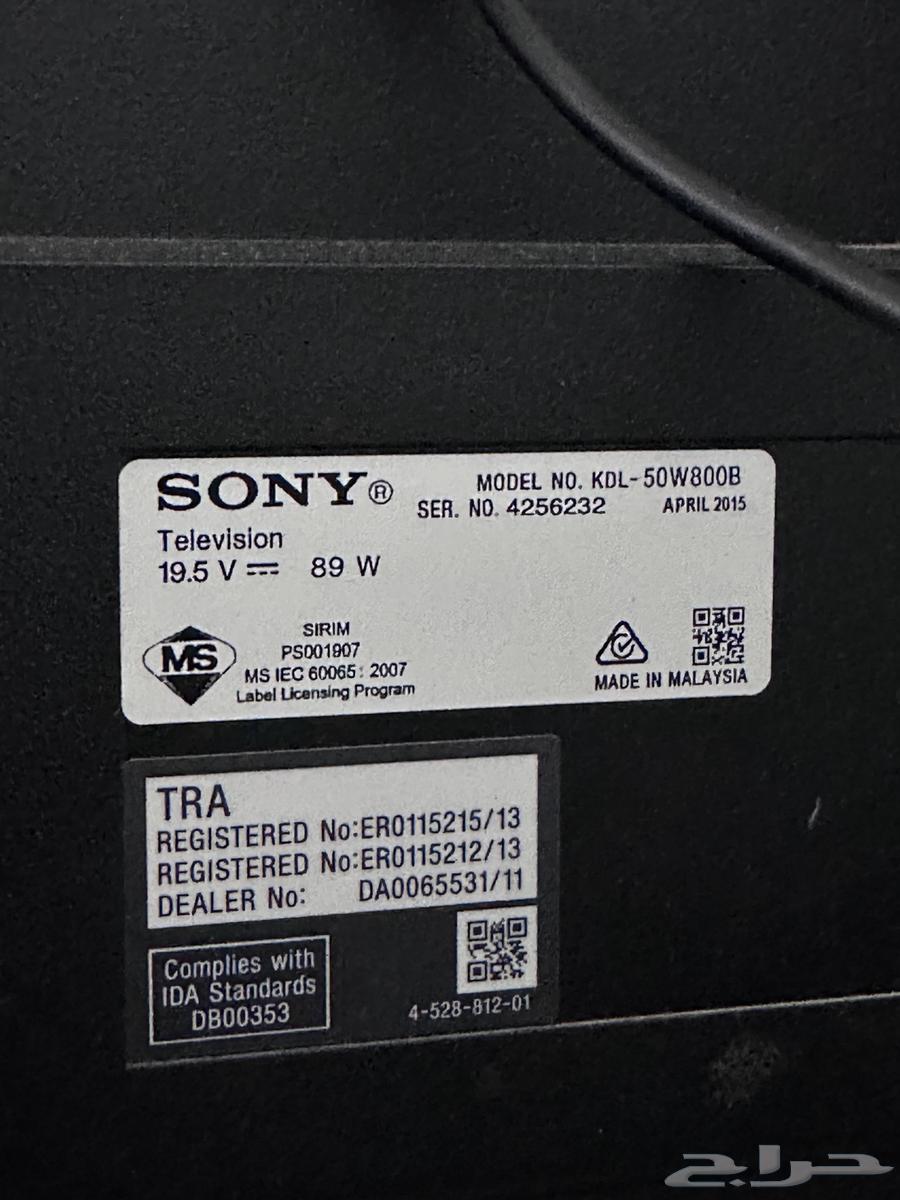 SONY® MODEL NO. KDL-50W800B
SER. NO. 4256232 APRIL 2015
Television
19.5 V ⎓ 89 W
MS
SIRIM
PS001907
MS IEC 60065: 2007
Label Licensing Program
MADE IN MALAYSIA
TRA
REGISTERED No:ER0115215/13
REGISTERED No:ER0115212/13
DEALER No: DA0065531/11
Complies with
IDA Standards
DB00353
4-528-812-01
حراج